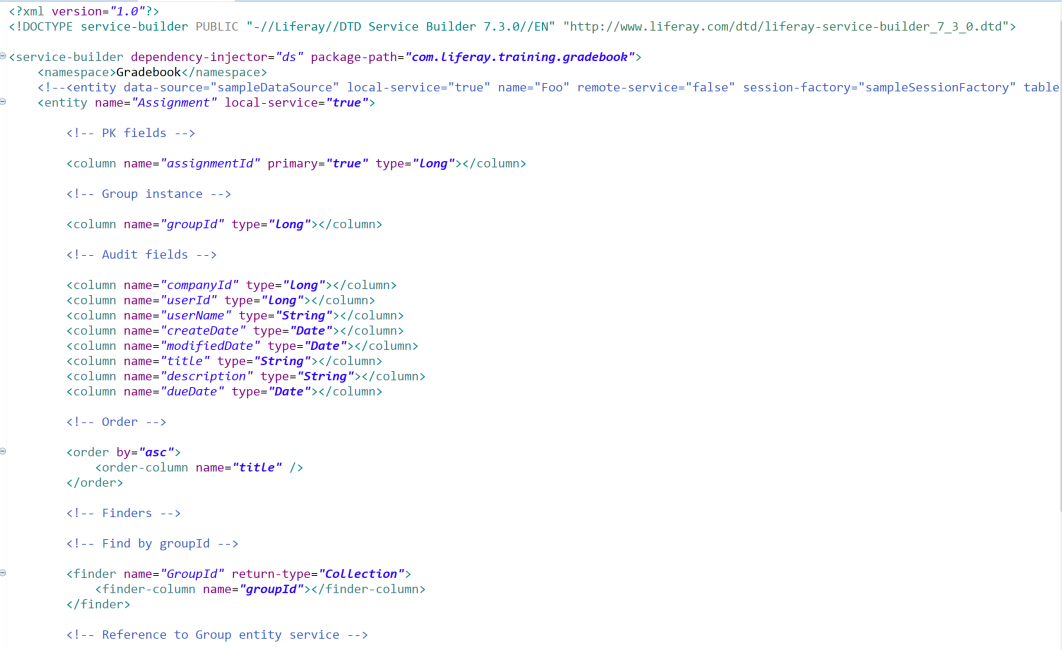 <?xml version="1.0"?>
<!DOCTYPE service-builder PUBLIC "-//Liferay//DTD Service Builder 7.3.0//EN" "http://www.liferay.com/dtd/liferay-service-builder_7_3_0.dtd">
<service-builder dependency-injector="ds" package-path="com.liferay.training.gradebook">
<namespace>Gradebook</namespace>
<!--<entity data-source="sampleDataSource" local-service="true" name="Foo" remote-service="false" session-factory="sampleSessionFactory" table
<entity name="Assignment" local-service="true">
<!-- PK fields -->
<column name="assignmentId" primary="true" type="long"></column>
<!-- Group instance -->
<column name="groupId" type="long"></column>
<!-- Audit fields -->
<column name="companyId" type="long"></column>
<column name="userId" type="long"></column>
<column name="userName" type="String"></column>
<column name="createDate" type="Date"></column>
<column name="modifiedDate" type="Date"></column>
<column name="title" type="String"></column>
<column name="description" type="String"></column>
<column name="dueDate" type="Date"></column>
<!-- Order -->
<order by="asc">
<order-column name="title" />
</order>
<!-- Finders -->
<!-- Find by groupId -->
<finder name="GroupId" return-type="Collection">
<finder-column name="groupId"></finder-column>
</finder>
<!-- Reference to Group entity service -->